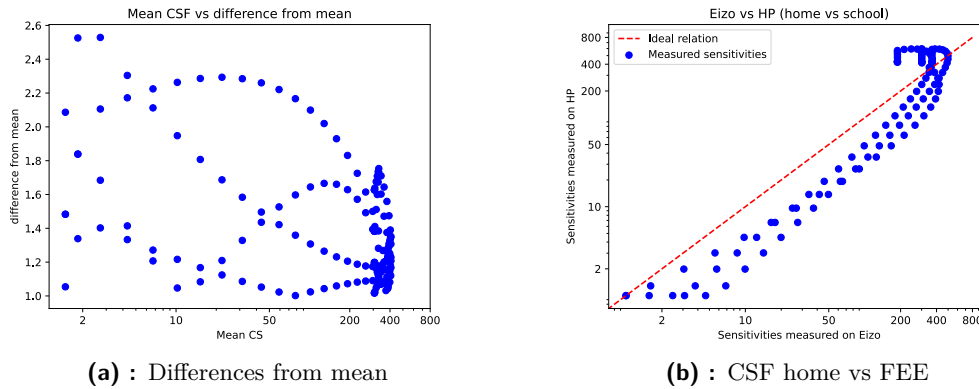 Mean CSF vs difference from mean
difference from mean
2.6
2.4
2.2
2.0
1.8
1.6
1.4
1.2
1.0
2 10 50 200 400 800
Mean CS
(a) : Differences from mean
Eizo vs HP (home vs school)
Sensitivities measured on HP
800
400
200
50
10
2
Ideal relation
Measured sensitivities
2 10 50 200 400 800
Sensitivities measured on Eizo
(b) : CSF home vs FEE